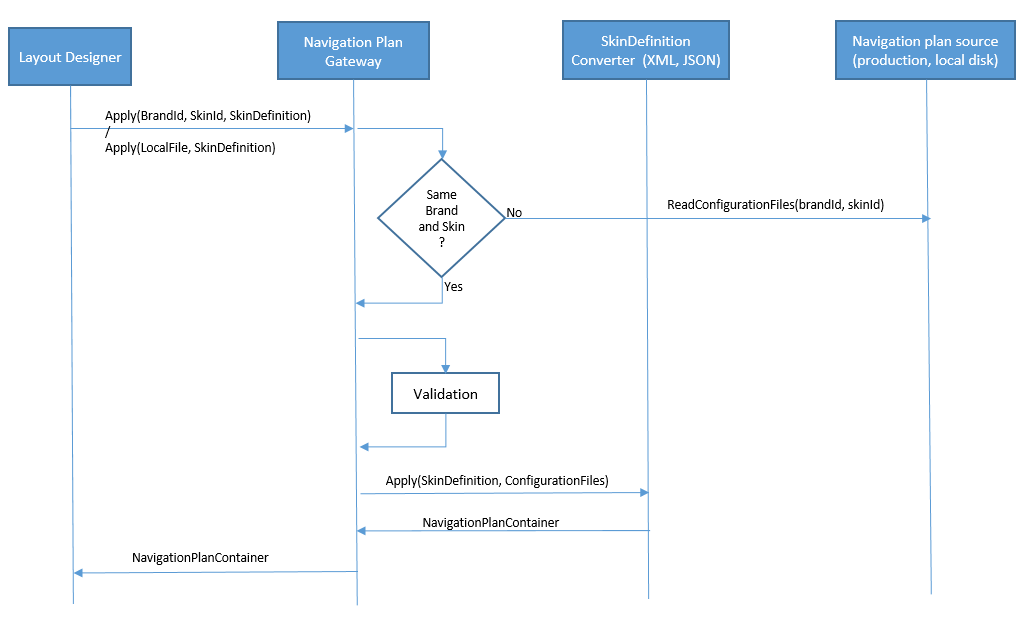 Layout Designer
Navigation Plan
Gateway
SkinDefinition
Converter (XML, JSON)
Navigation plan source
(production, local disk)
Apply(BrandId, SkinId, SkinDefinition)
/
Apply(LocalFile, SkinDefinition)
Same
Brand
and Skin
?
No
ReadConfigurationFiles(brandId, skinId)
Yes
Validation
Apply(SkinDefinition, ConfigurationFiles)
NavigationPlanContainer
NavigationPlanContainer